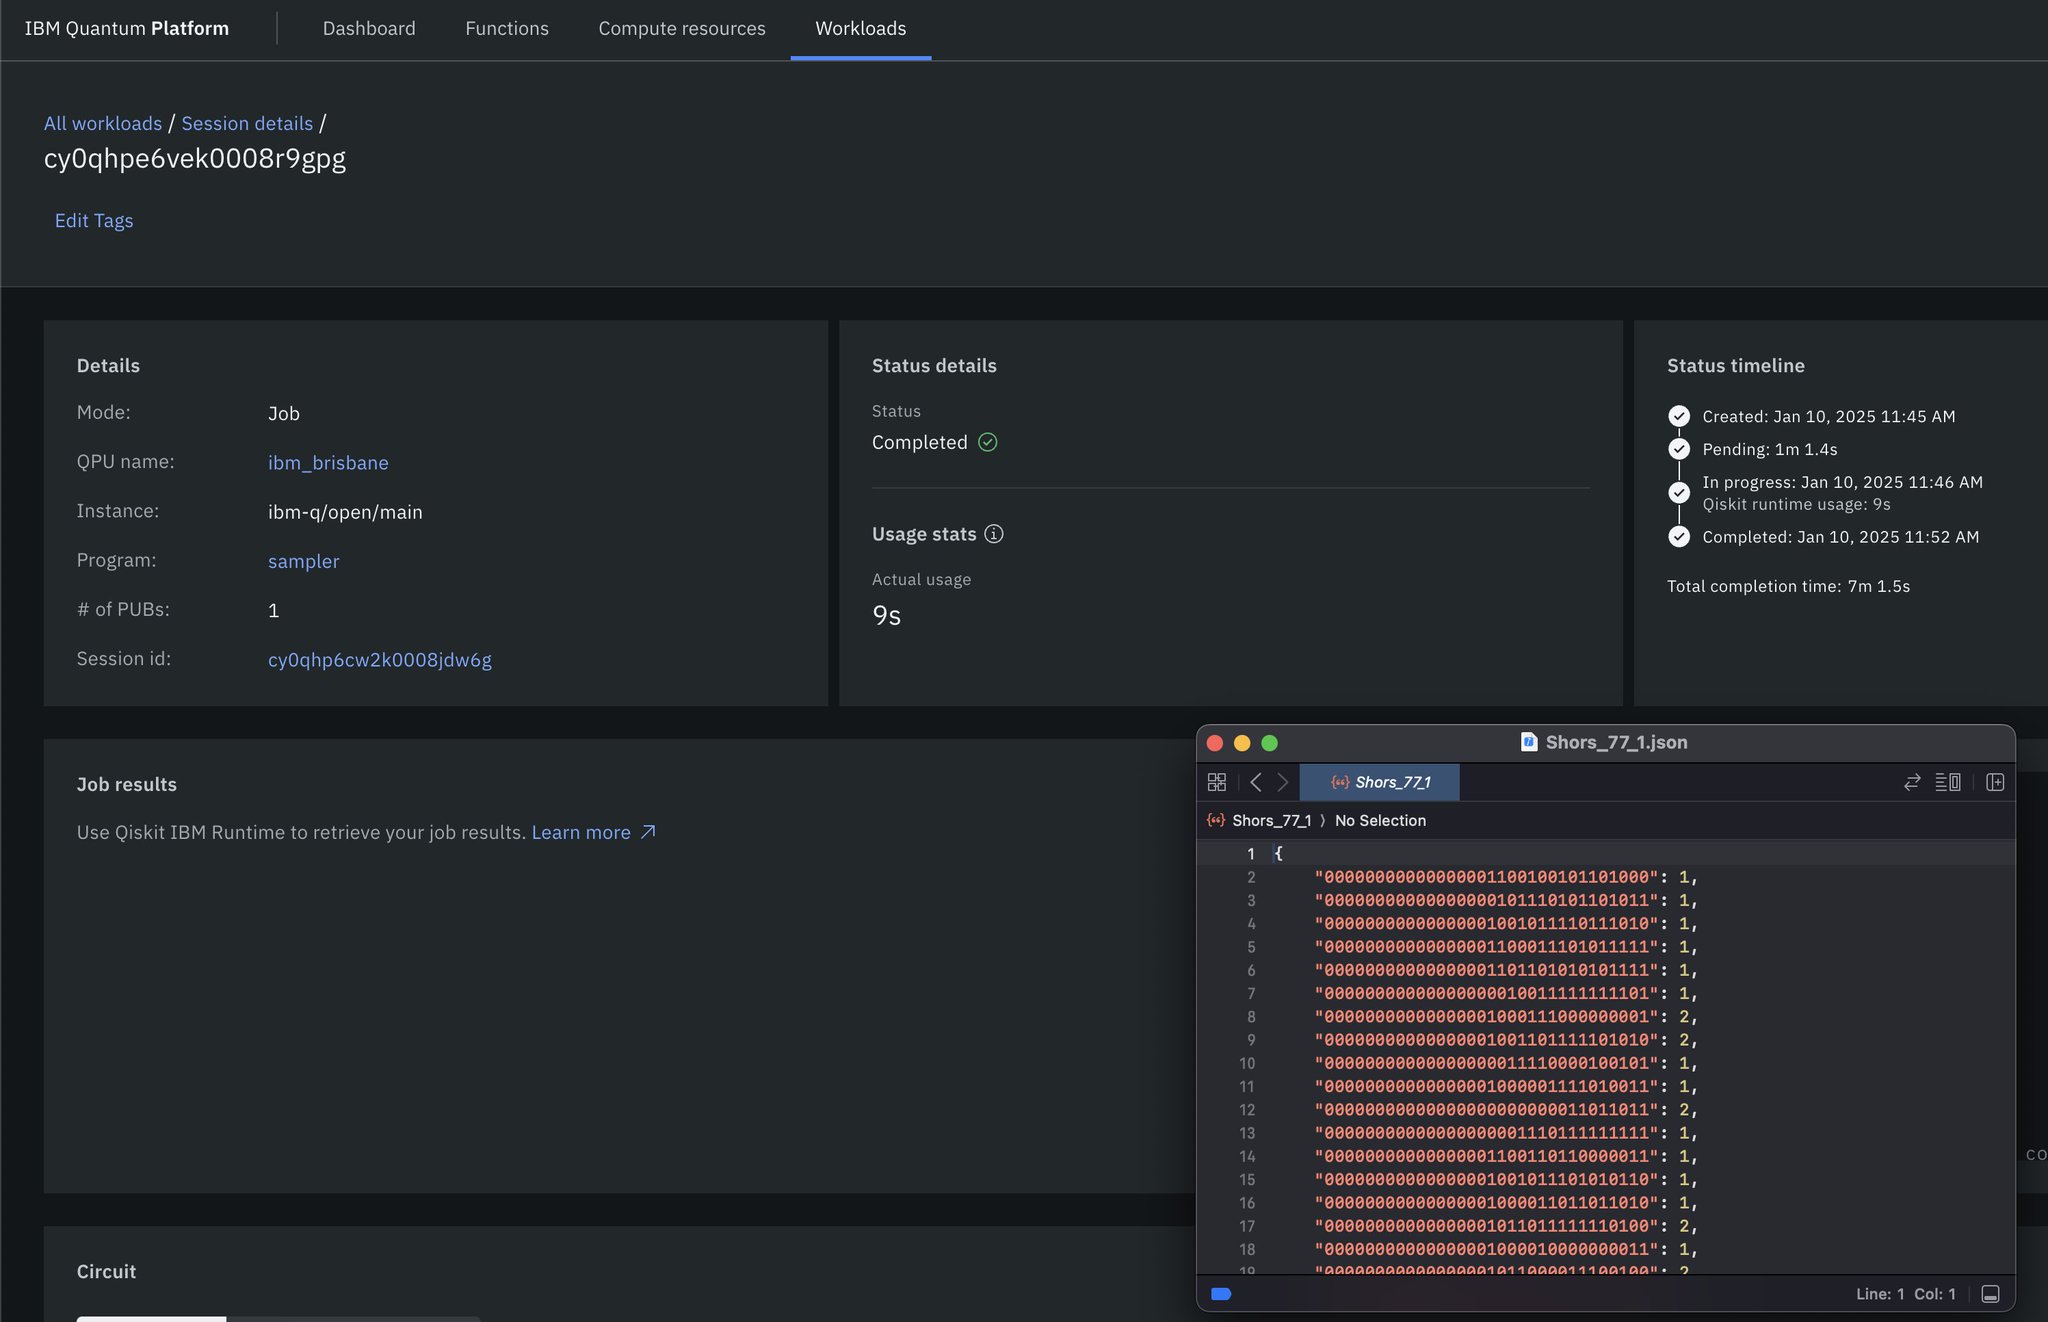 IBM Quantum Platform
Dashboard
Functions
Compute resources
Workloads
All workloads / Session details /
cy0qhpe6vek0008r9gpg
Edit Tags
Details
Mode: Job
QPU name: ibm_brisbane
Instance: ibm-q/open/main
Program: sampler
# of PUBs: 1
Session id: cy0qhp6cw2k0008jdw6g
Status details
Status
Completed
Usage stats
Actual usage
9s
Status timeline
Created: Jan 10, 2025 11:45 AM
Pending: 1m 1.4s
In progress: Jan 10, 2025 11:46 AM
Qiskit runtime usage: 9s
Completed: Jan 10, 2025 11:52 AM
Total completion time: 7m 1.5s
Job results
Use Qiskit IBM Runtime to retrieve your job results. Learn more
Circuit
co
Shors_77_1.json
Shors_77_1
Shors_77_1 〉 No Selection
1 {
2 "00000000000000001100100101101000": 1,
3 "00000000000000000101110101101011": 1,
4 "00000000000000001001011110111010": 1,
5 "00000000000000001100011101011111": 1,
6 "00000000000000001101101010101111": 1,
7 "00000000000000000010011111111101": 1,
8 "00000000000000001000111000000001": 2,
9 "00000000000000001001101111101010": 2,
10 "00000000000000000011110000100101": 1,
11 "00000000000000001000001111010011": 1,
12 "00000000000000000000000011011011": 2,
13 "00000000000000000001110111111111": 1,
14 "00000000000000001100110110000011": 1,
15 "00000000000000001001011101010110": 1,
16 "00000000000000001000011011011010": 1,
17 "00000000000000001011011111110100": 2,
18 "00000000000000001000010000000011": 1,
19 "00000000000000001011000011100100": 2
Line: 1 Col: 1